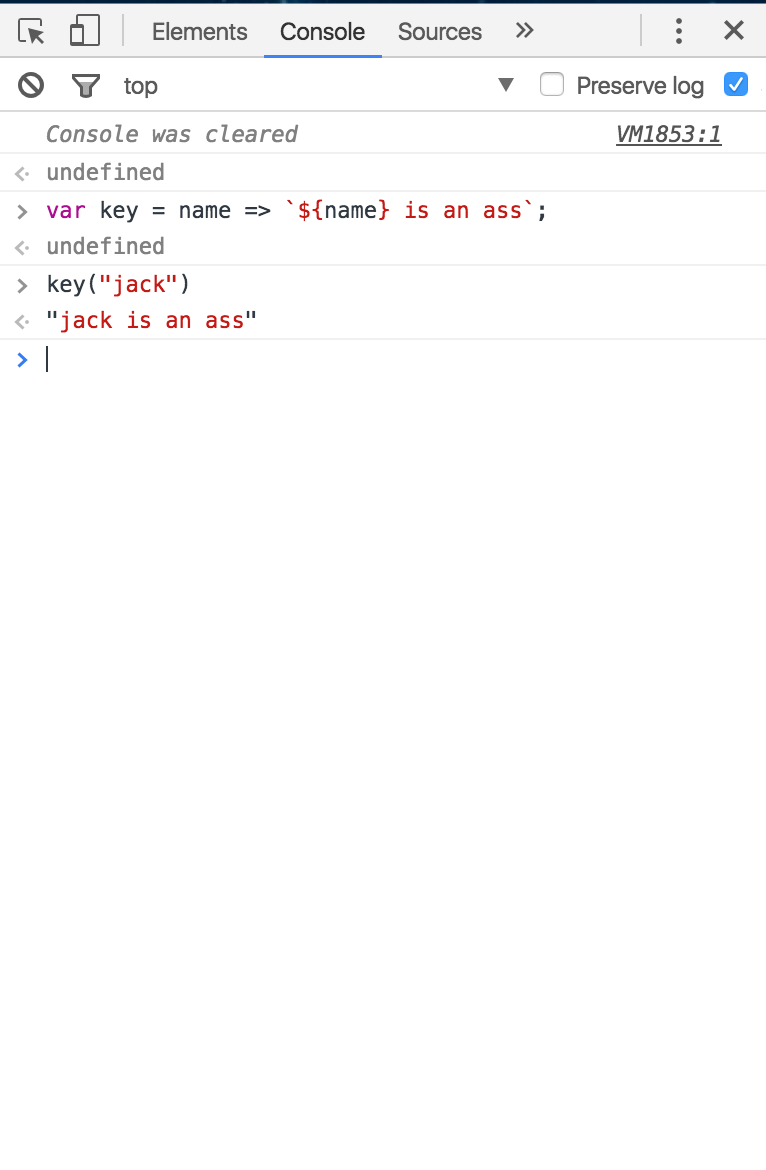 Elements Console Sources
top Preserve log
Console was cleared VM1853:1
undefined
var key = name => `${name} is an ass`;
undefined
key("jack")
"jack is an ass"